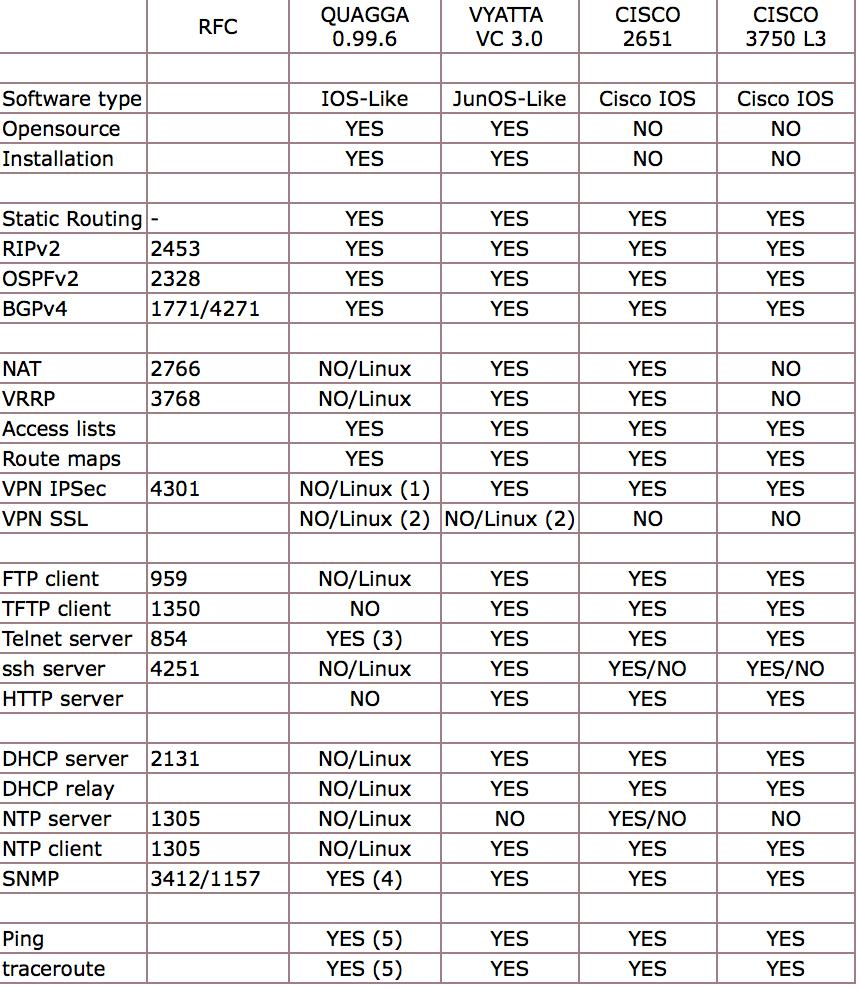 RFC QUAGGA 0.99.6 VYATTA VC 3.0 CISCO 2651 CISCO 3750 L3
Software type IOS-Like JunOS-Like Cisco IOS Cisco IOS
Opensource YES YES NO NO
Installation YES YES NO NO
Static Routing - YES YES YES YES
RIPv2 2453 YES YES YES YES
OSPFv2 2328 YES YES YES YES
BGPv4 1771/4271 YES YES YES YES
NAT 2766 NO/Linux YES YES NO
VRRP 3768 NO/Linux YES YES NO
Access lists YES YES YES YES
Route maps YES YES YES YES
VPN IPSec 4301 NO/Linux (1) YES YES YES
VPN SSL NO/Linux (2) NO/Linux (2) NO NO
FTP client 959 NO/Linux YES YES YES
TFTP client 1350 NO YES YES YES
Telnet server 854 YES (3) YES YES YES
ssh server 4251 NO/Linux YES YES/NO YES/NO
HTTP server NO YES YES YES
DHCP server 2131 NO/Linux YES YES YES
DHCP relay NO/Linux YES YES YES
NTP server 1305 NO/Linux NO YES/NO NO
NTP client 1305 NO/Linux YES YES YES
SNMP 3412/1157 YES (4) YES YES YES
Ping YES (5) YES YES YES
traceroute YES (5) YES YES YES